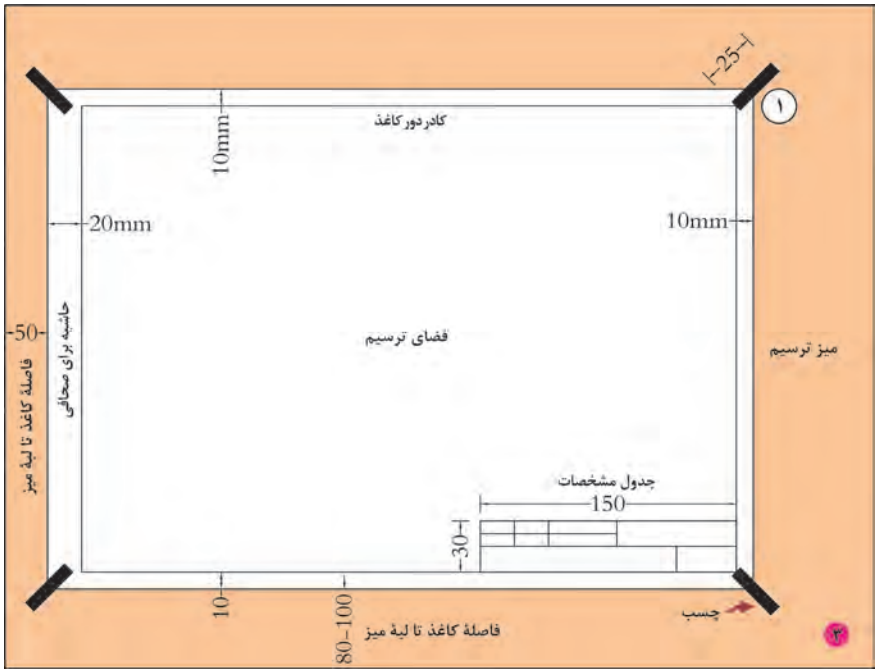 25
۱
کادر دور کاغذ
10mm
20mm
10mm
حاشیه برای صحافی
50
فاصلهٔ کاغذ تا لبهٔ میز
فضای ترسیم
میز ترسیم
جدول مشخصات
150
30
10
80-100
فاصلهٔ کاغذ تا لبهٔ میز
چسب
۳